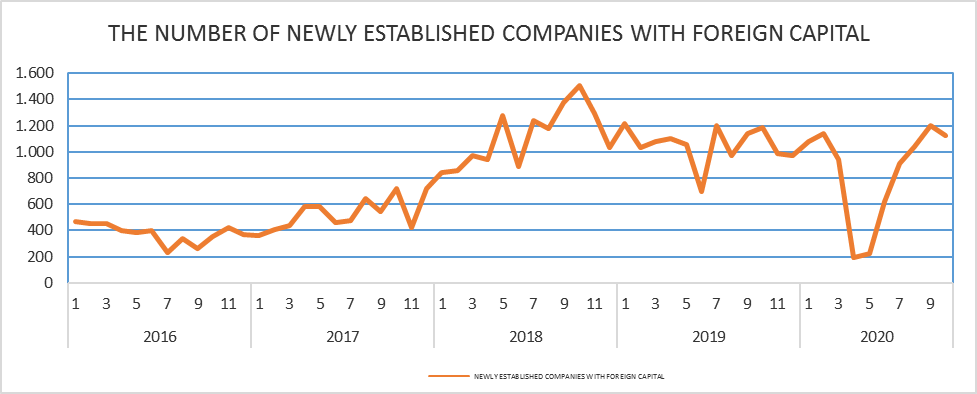 THE NUMBER OF NEWLY ESTABLISHED COMPANIES WITH FOREIGN CAPITAL
1.600
1.400
1.200
1.000
800
600
400
200
0
1 3 5 7 9 11 1 3 5 7 9 11 1 3 5 7 9 11 1 3 5 7 9 11 1 3 5 7 9
2016 2017 2018 2019 2020
NEWLY ESTABLISHED COMPANIES WITH FOREIGN CAPITAL